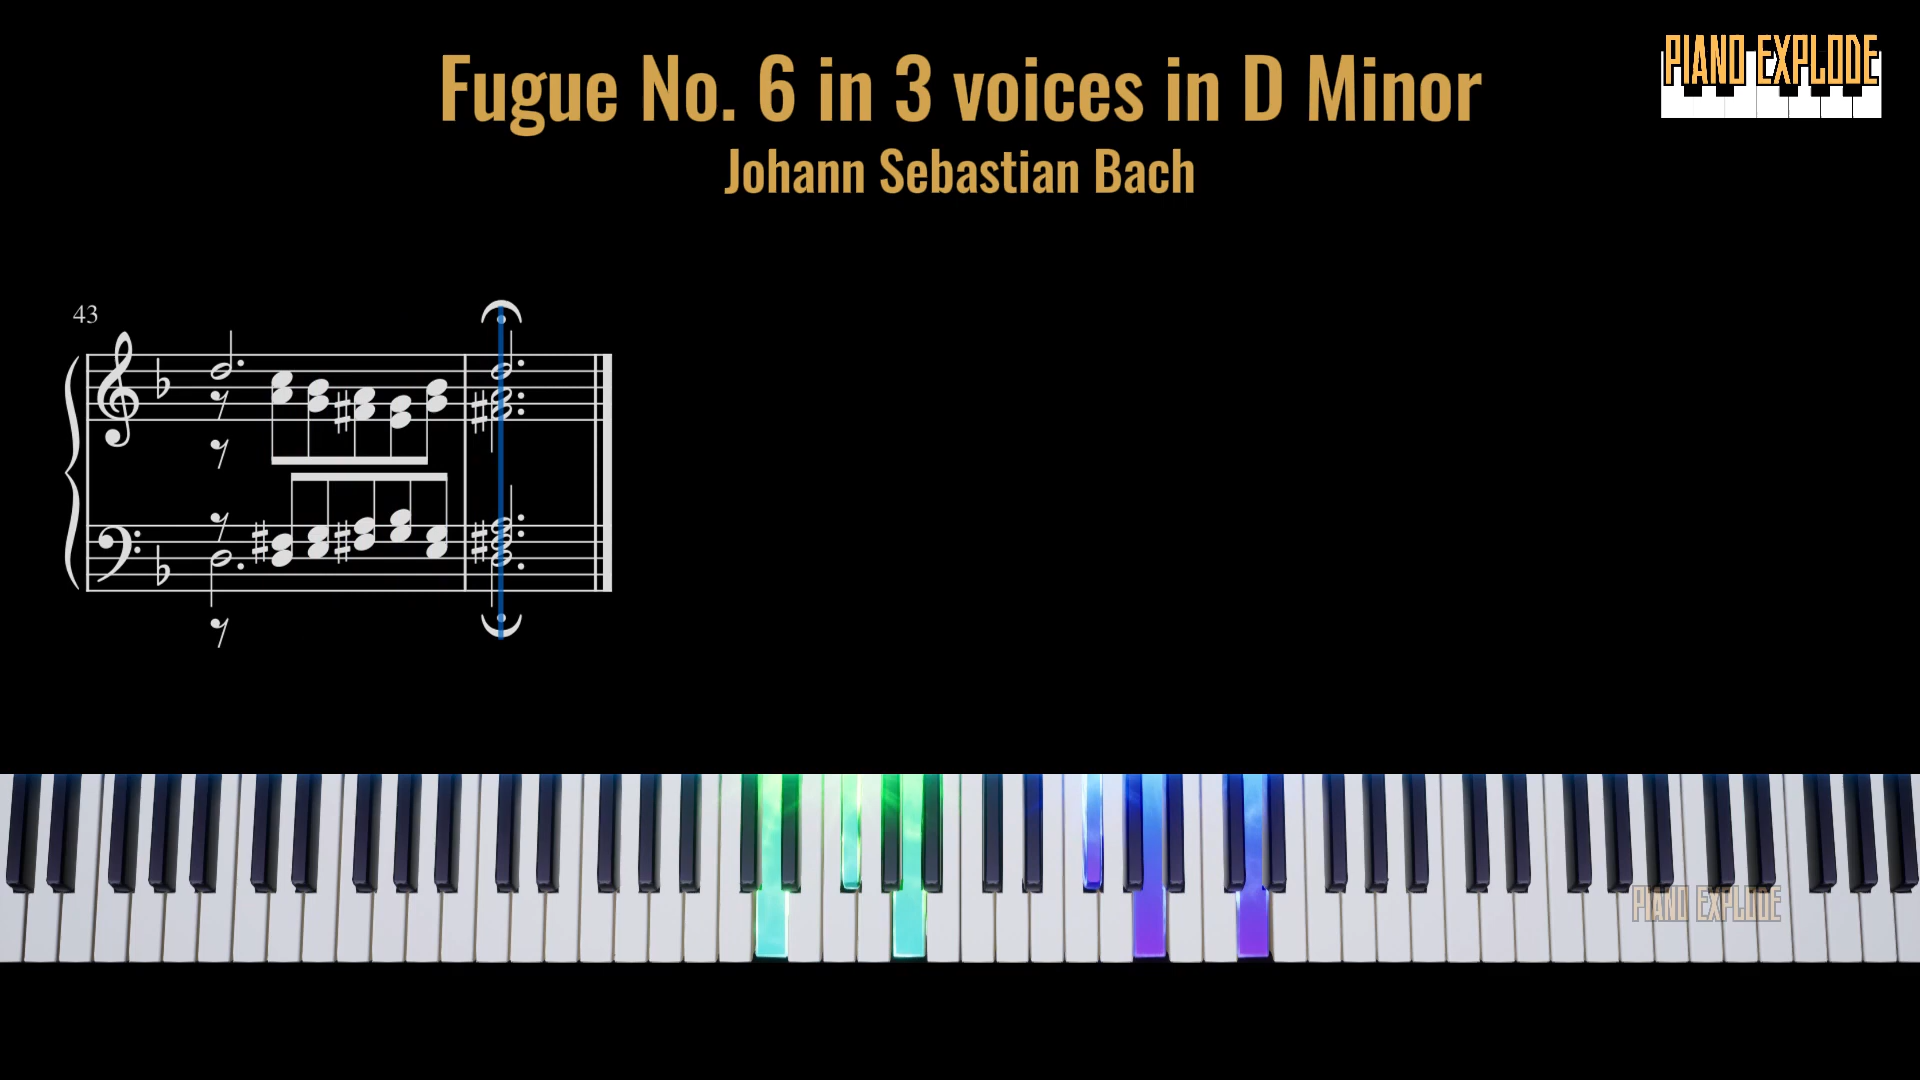 Fugue No. 6 in 3 voices in D Minor
Johann Sebastian Bach
PIANO EXPLODE
43
PIANO EXPLODE